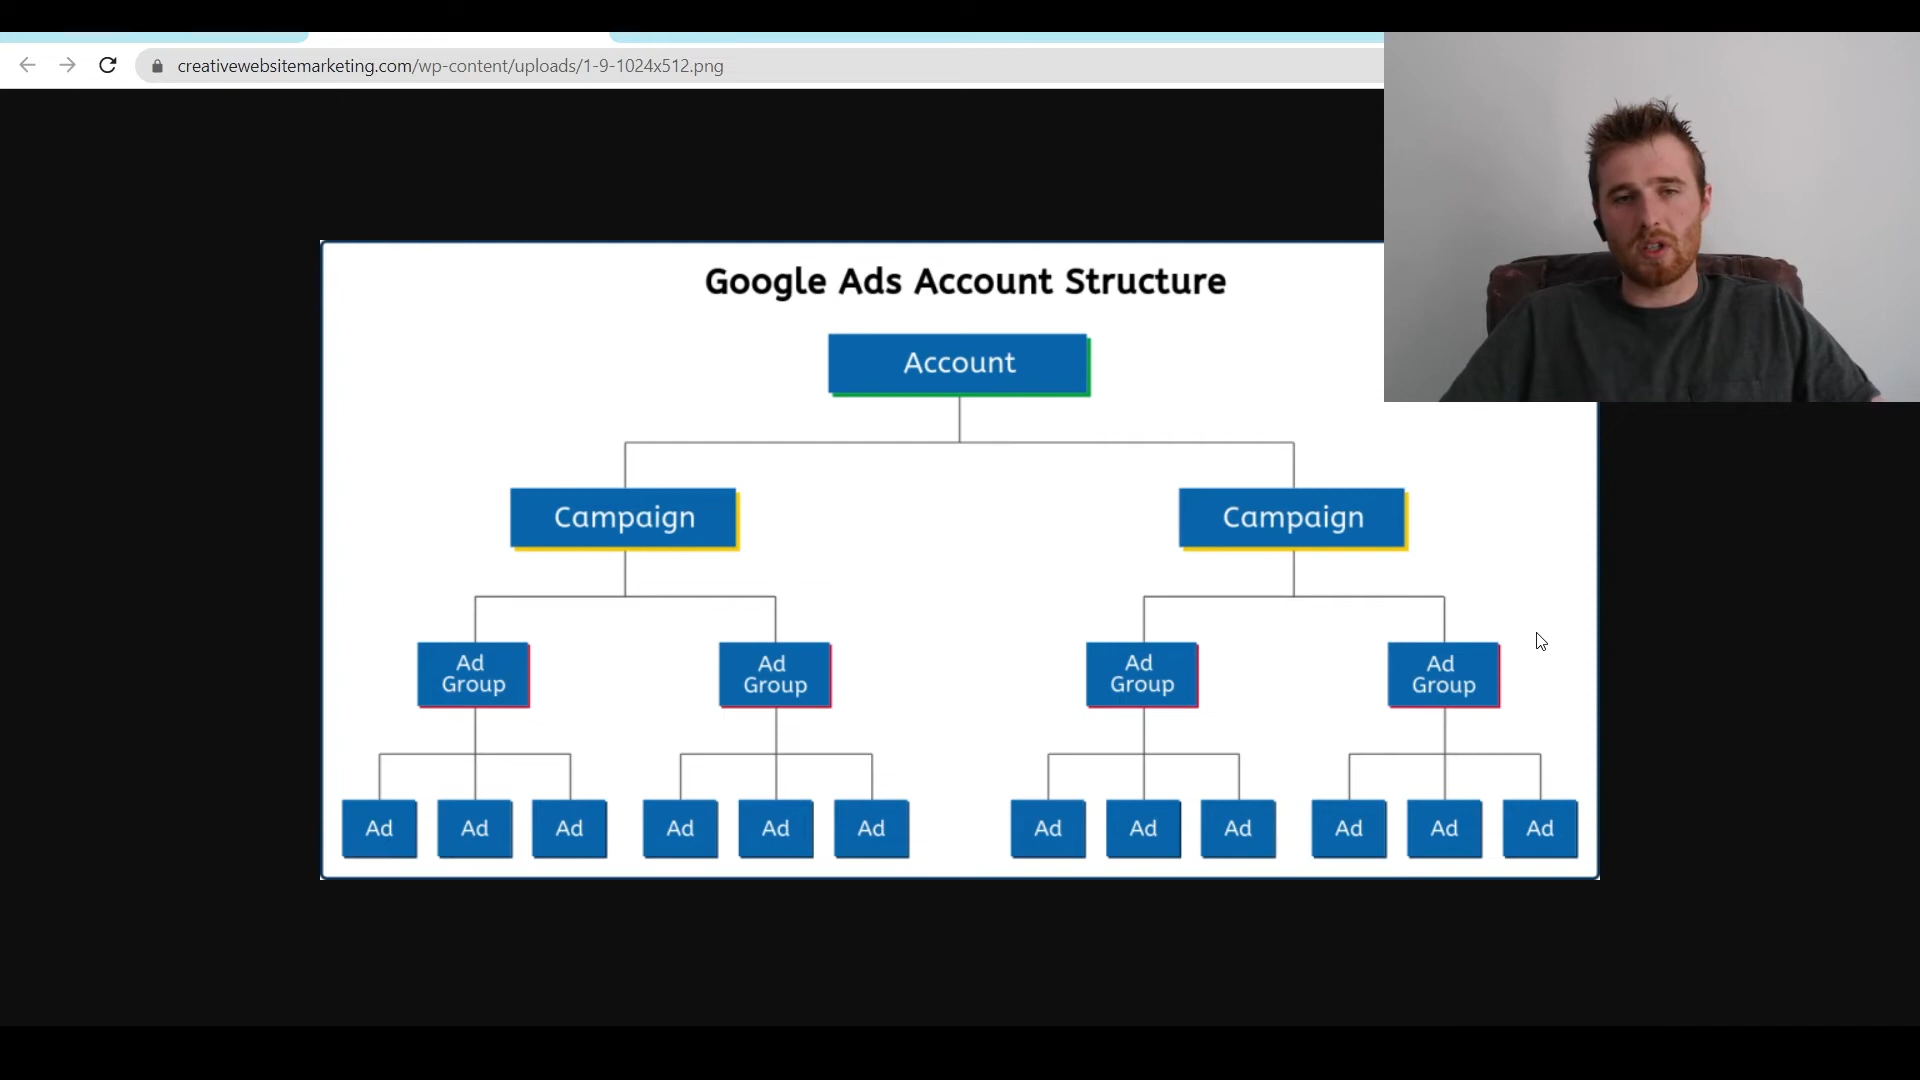 creativewebsitemarketing.com/wp-content/uploads/1-9-1024x512.png
Google Ads Account Structure
Account
Campaign Campaign
Ad Group
Ad Group
Ad Group
Ad Group
Ad Ad Ad Ad Ad Ad Ad Ad Ad Ad Ad Ad